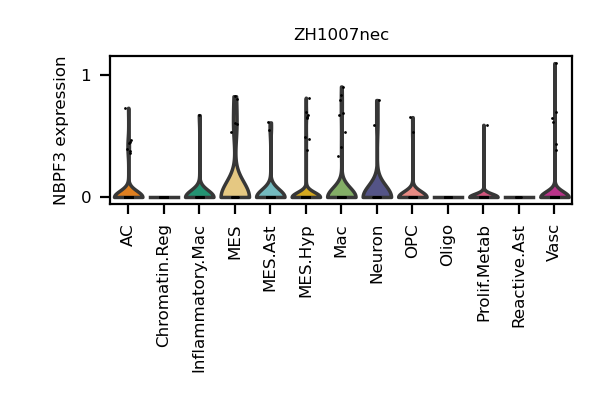 ZH1007nec
NBPF3 expression
1
0
AC
Chromatin.Reg
Inflammatory.Mac
MES
MES.Ast
MES.Hyp
Mac
Neuron
OPC
Oligo
Prolif.Metab
Reactive.Ast
Vasc